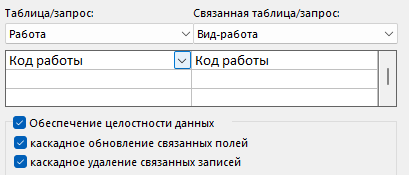 Таблица/запрос: Связанная таблица/запрос:
Работа Вид-работа
Код работы Код работы
Обеспечение целостности данных
каскадное обновление связанных полей
каскадное удаление связанных записей